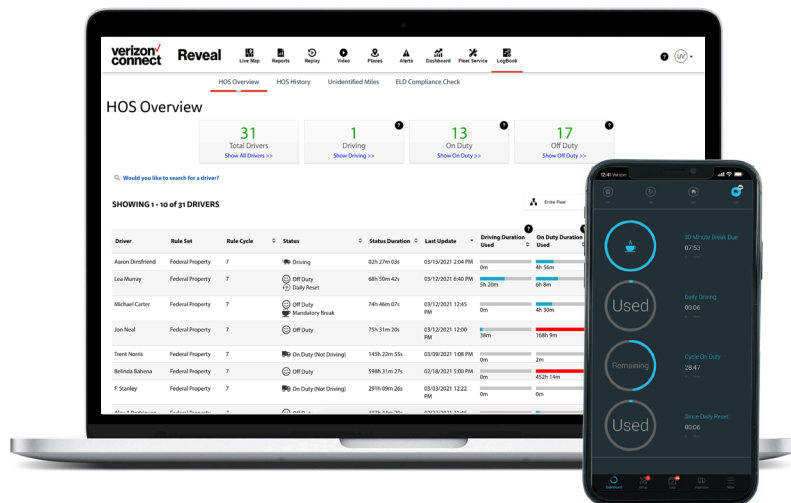 verizon✓
connect
Reveal
Live Map
Reports
Replay
Video
Places
Alerts
Dashboard
Fleet Service
LogBook
?
UV
HOS Overview
HOS History
Unidentified Miles
ELD Compliance Check
HOS Overview
31
Total Drivers
Show All Drivers >>
?
1
Driving
Show Driving >>
?
13
On Duty
Show On Duty >>
?
17
Off Duty
Show Off Duty >>
Would you like to search for a driver?
SHOWING 1 - 10 of 31 DRIVERS
Entire Fleet
Driver Rule Set Rule Cycle Status Status Duration Last Update Driving Duration Used On Duty Duration Used
Aaron Dinsfriend Federal Property 7 Driving 02h 27m 03s 03/15/2021 2:04 PM 0m 4h 56m
Lea Murray Federal Property 7 Off Duty Daily Reset 68h 50m 42s 03/12/2021 6:40 PM 5h 20m 6h 8m
Michael Carter Federal Property 7 Off Duty Mandatory Break 74h 46m 07s 03/12/2021 12:45 PM 0m 4h 30m
Jon Neal Federal Property 7 Off Duty 75h 31m 20s 03/12/2021 12:00 PM 38m 168h 9m
Trent Norris Federal Property 7 On Duty (Not Driving) 145h 22m 55s 03/09/2021 1:08 PM 0m 2m
Belinda Bahena Federal Property 7 Off Duty 598h 31m 27s 02/18/2021 5:00 PM 0m 452h 14m
F. Stanley Federal Property 7 On Duty (Not Driving) 291h 09m 26s 03/03/2021 12:22 PM 0m 0m
12:41 Verizon
30 Minute Break Due
07:53
Used
Daily Driving
00:06
Remaining
Cycle On Duty
28:47
Used
Since Daily Reset
00:06
Dashboard